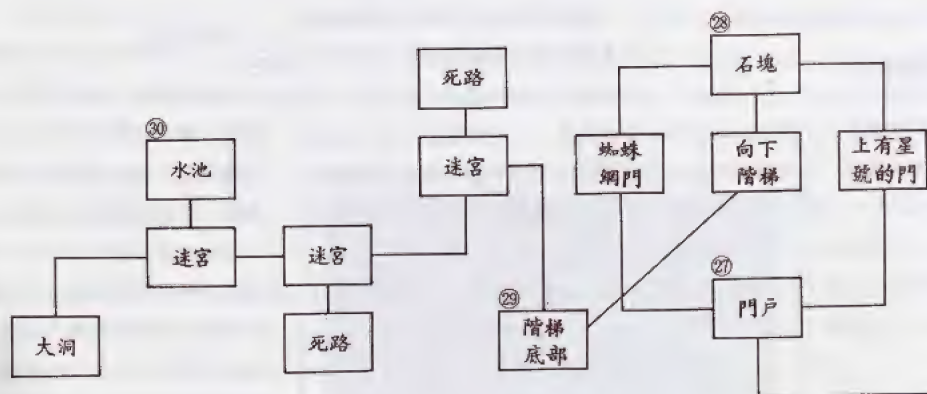 ㉘
石塊
死路
㉚
水池
迷宮
蜘蛛
網門
向下
階梯
上有星
號的門
迷宮
迷宮
㉙
階梯
底部
㉗
門戶
大洞
死路